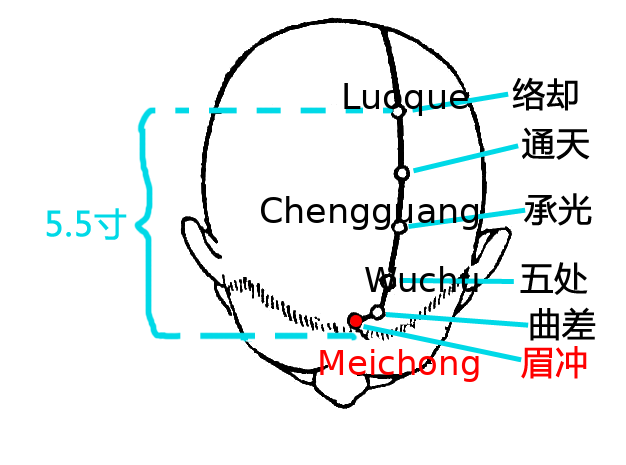 Luoque 络却
通天
Chengguang 承光
5.5寸
Wuchu 五处
曲差
Meichong 眉冲